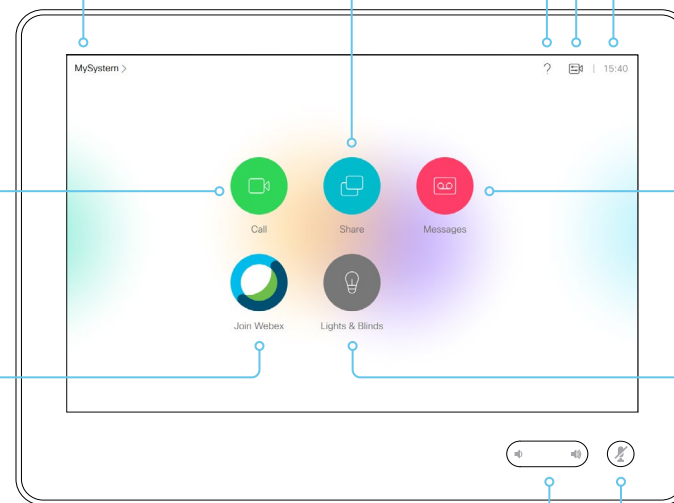 MySystem >
? | 15:40
Call Share Messages
Join Webex Lights & Blinds